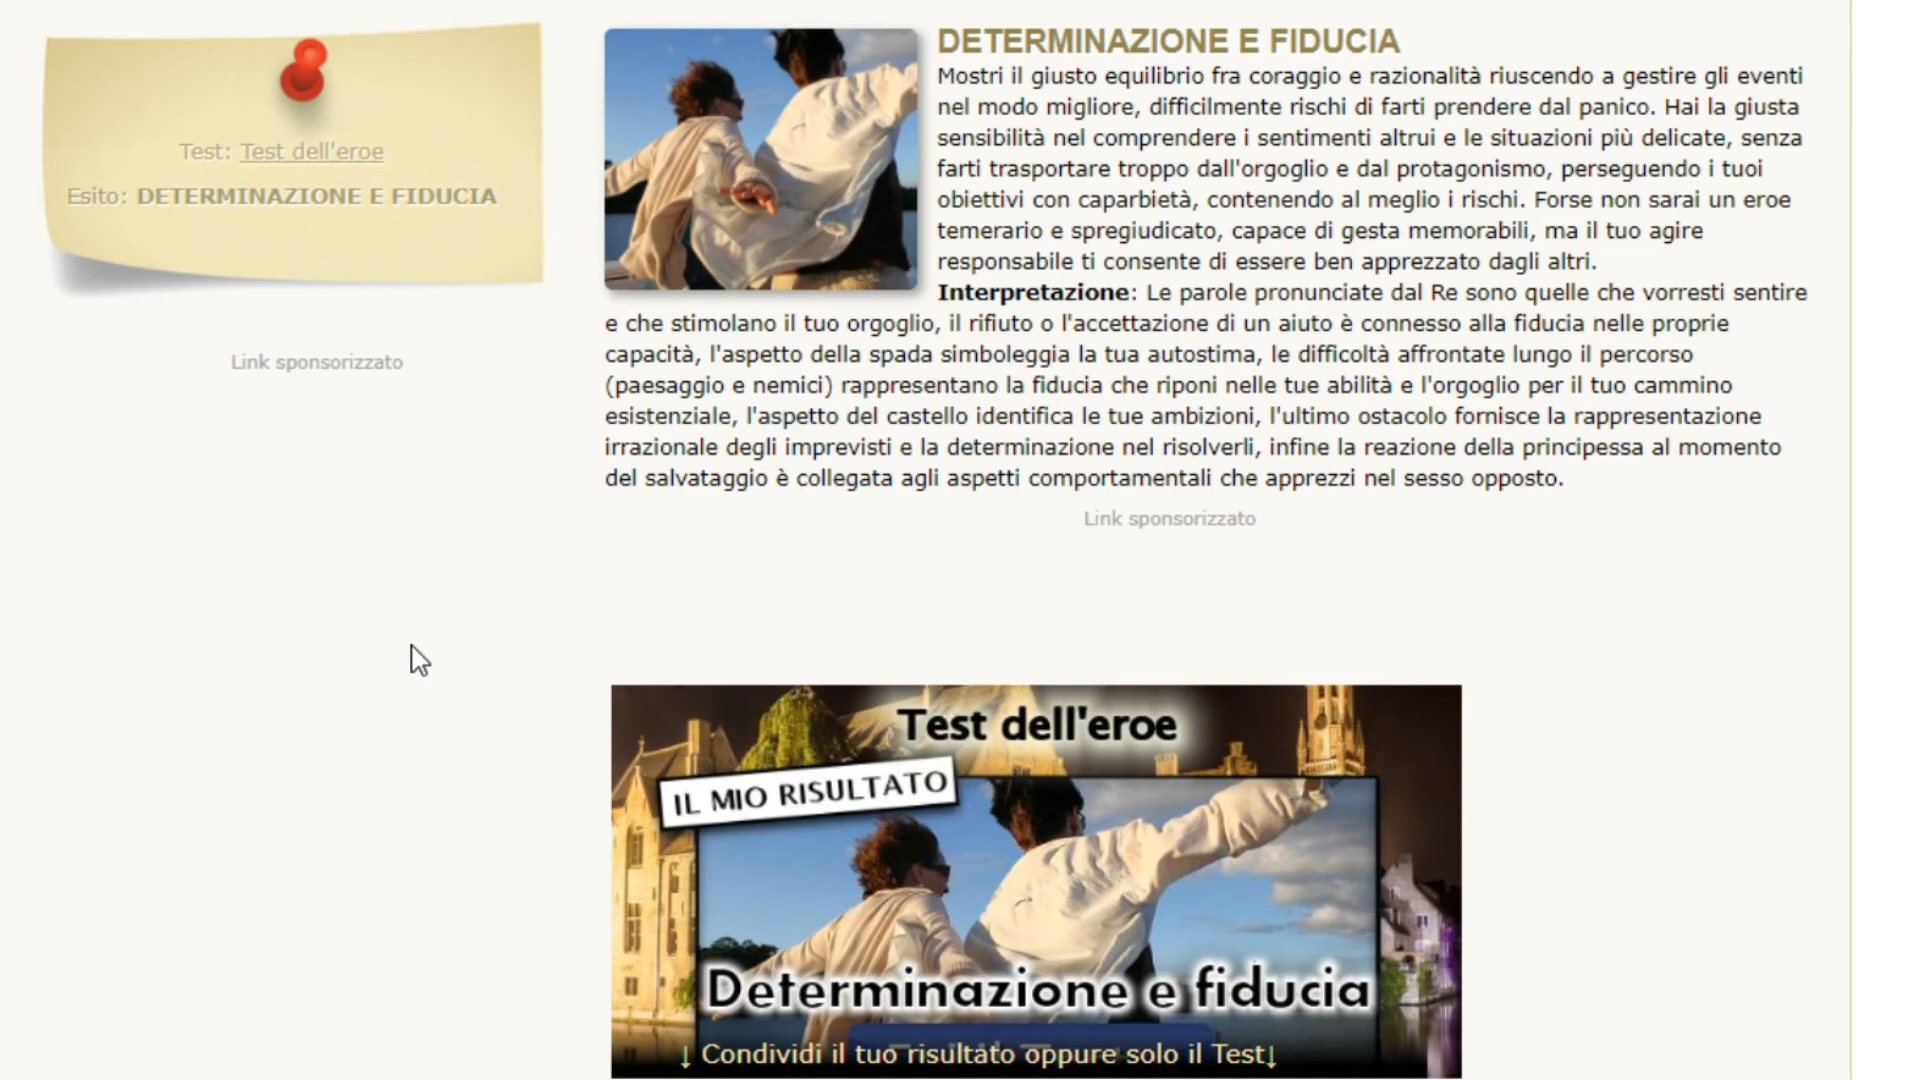 Test: Test dell'eroe
Esito: DETERMINAZIONE E FIDUCIA
Link sponsorizzato
DETERMINAZIONE E FIDUCIA
Mostri il giusto equilibrio fra coraggio e razionalità riuscendo a gestire gli eventi
nel modo migliore, difficilmente rischi di farti prendere dal panico. Hai la giusta
sensibilità nel comprendere i sentimenti altrui e le situazioni più delicate, senza
farti trasportare troppo dall'orgoglio e dal protagonismo, perseguendo i tuoi
obiettivi con caparbietà, contenendo al meglio i rischi. Forse non sarai un eroe
temerario e spregiudicato, capace di gesta memorabili, ma il tuo agire
responsabile ti consente di essere ben apprezzato dagli altri.
Interpretazione: Le parole pronunciate dal Re sono quelle che vorresti sentire
e che stimolano il tuo orgoglio, il rifiuto o l'accettazione di un aiuto è connesso alla fiducia nelle proprie
capacità, l'aspetto della spada simboleggia la tua autostima, le difficoltà affrontate lungo il percorso
(paesaggio e nemici) rappresentano la fiducia che riponi nelle tue abilità e l'orgoglio per il tuo cammino
esistenziale, l'aspetto del castello identifica le tue ambizioni, l'ultimo ostacolo fornisce la rappresentazione
irrazionale degli imprevisti e la determinazione nel risolverli, infine la reazione della principessa al momento
del salvataggio è collegata agli aspetti comportamentali che apprezzi nel sesso opposto.
Link sponsorizzato
Test dell'eroe
IL MIO RISULTATO
Determinazione e fiducia
↓ Condividi il tuo risultato oppure solo il Test↓